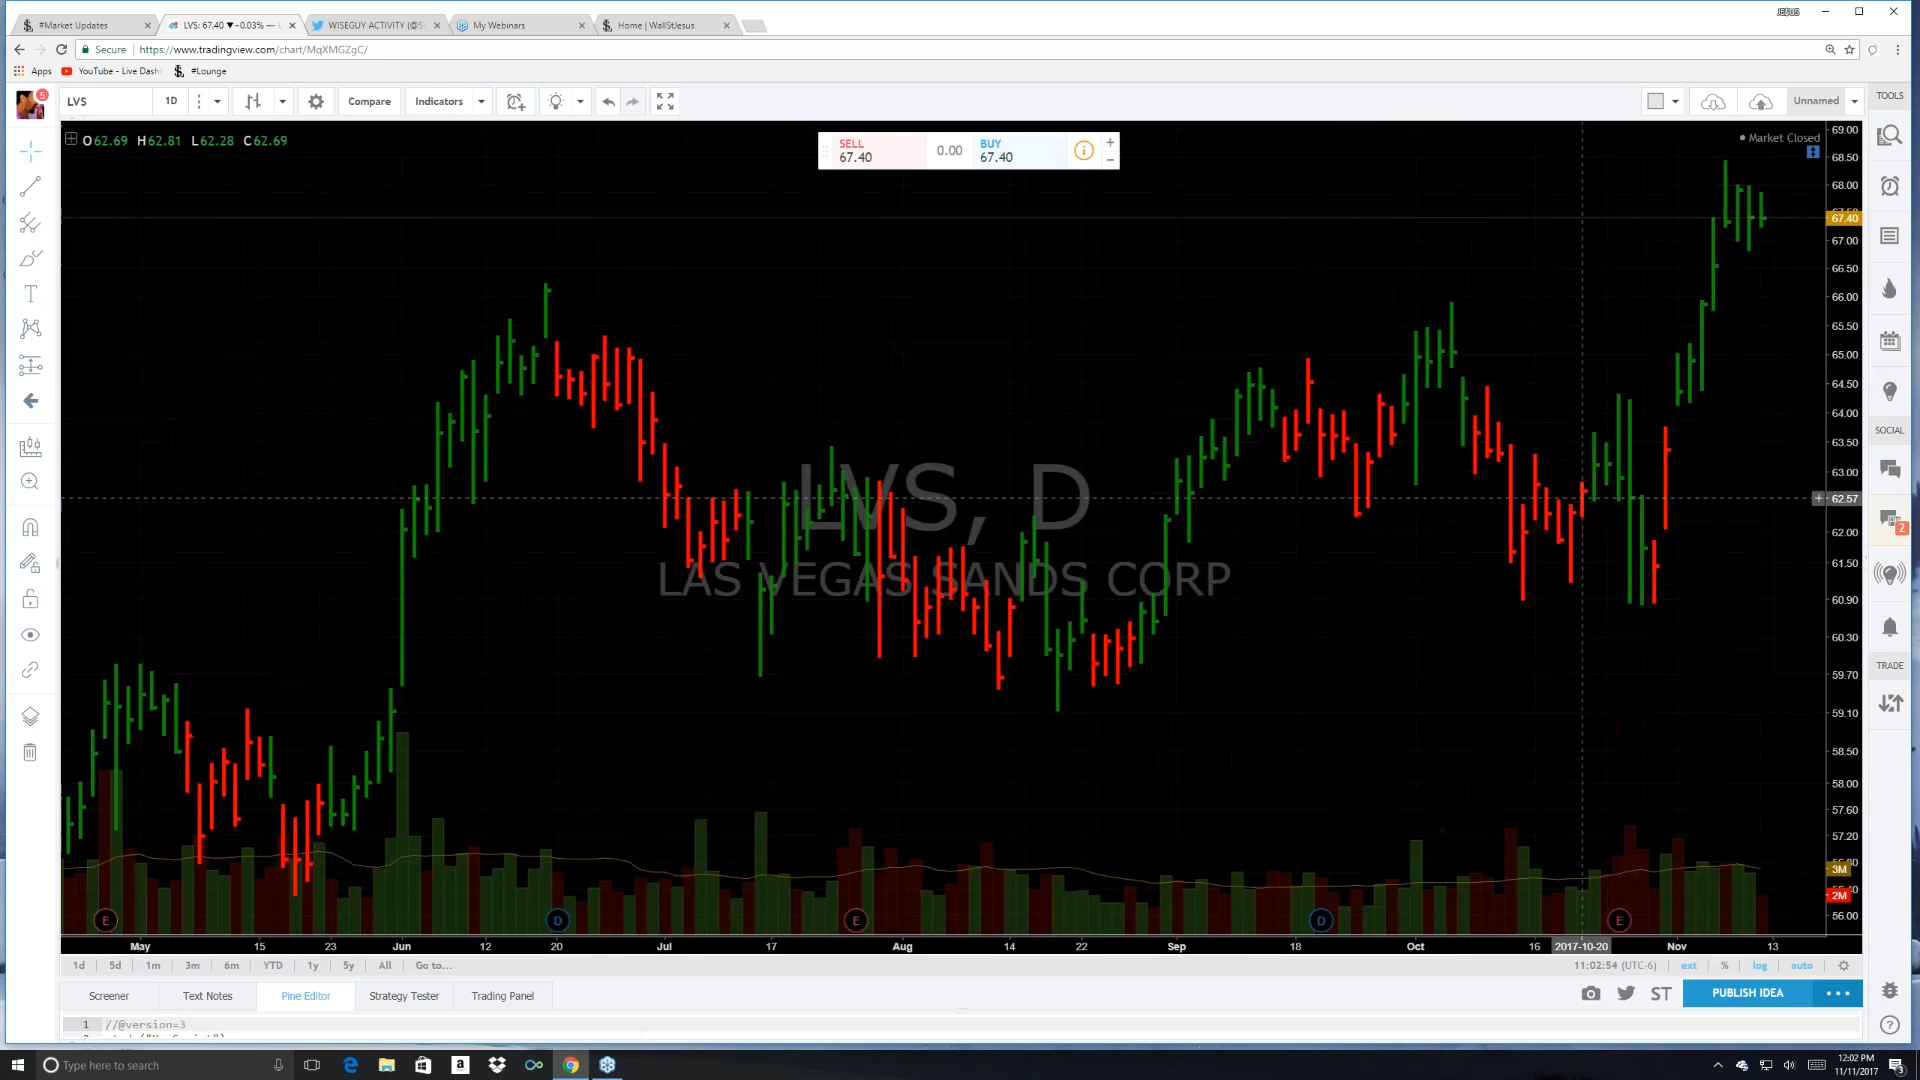 JESUS
#Market Updates
LVS: 67.40 ▼ −0.03% —
WISEGUY ACTIVITY (@S
My Webinars
Home | WallStJesus
Secure
https://www.tradingview.com/chart/MqXMGZgC/
Apps
YouTube - Live Dash
#Lounge
5
LVS
1D
Compare
Indicators
Unnamed
TOOLS
O62.69 H62.81 L62.28 C62.69
SELL
67.40
0.00
BUY
67.40
+
−
Market Closed
69.00
68.50
68.00
67.40
67.00
66.50
66.00
65.50
65.00
64.50
64.00
63.50
63.00
62.57
62.00
61.50
60.90
60.30
59.70
59.10
58.50
58.00
57.60
57.20
3M
2M
56.00
SOCIAL
2
TRADE
LVS, D
LAS VEGAS SANDS CORP
E
D
E
D
E
May
15
23
Jun
12
20
Jul
17
Aug
14
22
Sep
18
Oct
16
2017-10-20
Nov
13
1d
5d
1m
3m
6m
YTD
1y
5y
All
Go to...
11:02:54 (UTC-6)
ext
%
log
auto
Screener
Text Notes
Pine Editor
Strategy Tester
Trading Panel
ST
PUBLISH IDEA
1 //@version=3
Type here to search
12:02 PM
11/11/2017
3